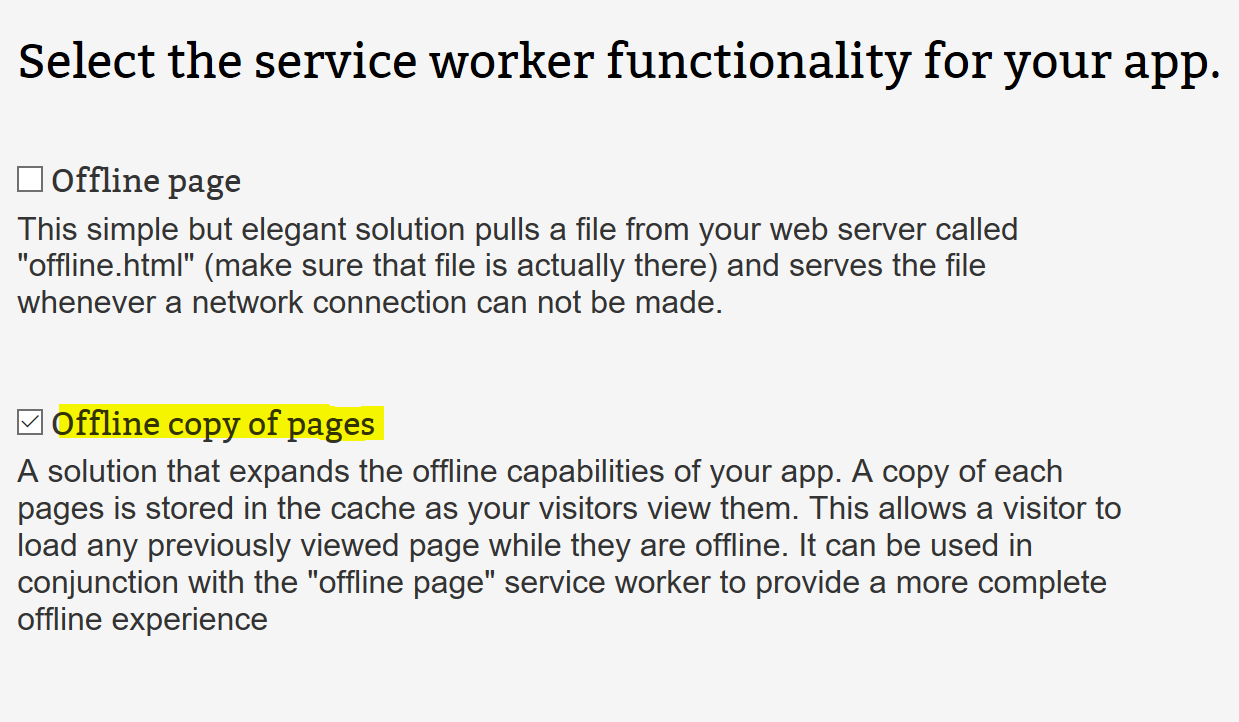 Select the service worker functionality for your app.
Offline page
This simple but elegant solution pulls a file from your web server called
"offline.html" (make sure that file is actually there) and serves the file
whenever a network connection can not be made.
Offline copy of pages
A solution that expands the offline capabilities of your app. A copy of each
pages is stored in the cache as your visitors view them. This allows a visitor to
load any previously viewed page while they are offline. It can be used in
conjunction with the "offline page" service worker to provide a more complete
offline experience